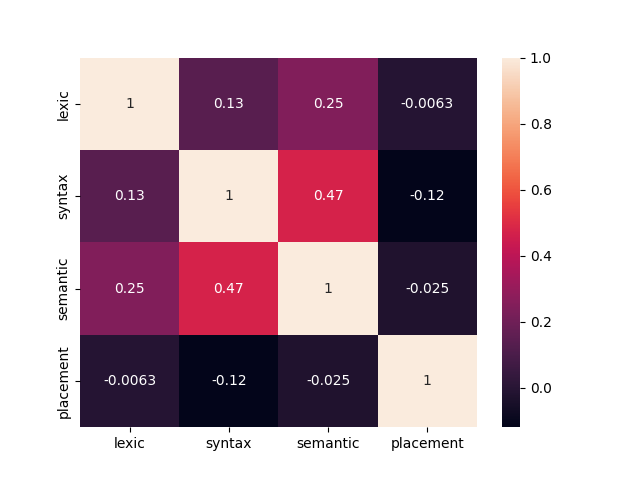 lexic 1 0.13 0.25 -0.0063
syntax 0.13 1 0.47 -0.12
semantic 0.25 0.47 1 -0.025
placement -0.0063 -0.12 -0.025 1
lexic syntax semantic placement
1.0
0.8
0.6
0.4
0.2
0.0